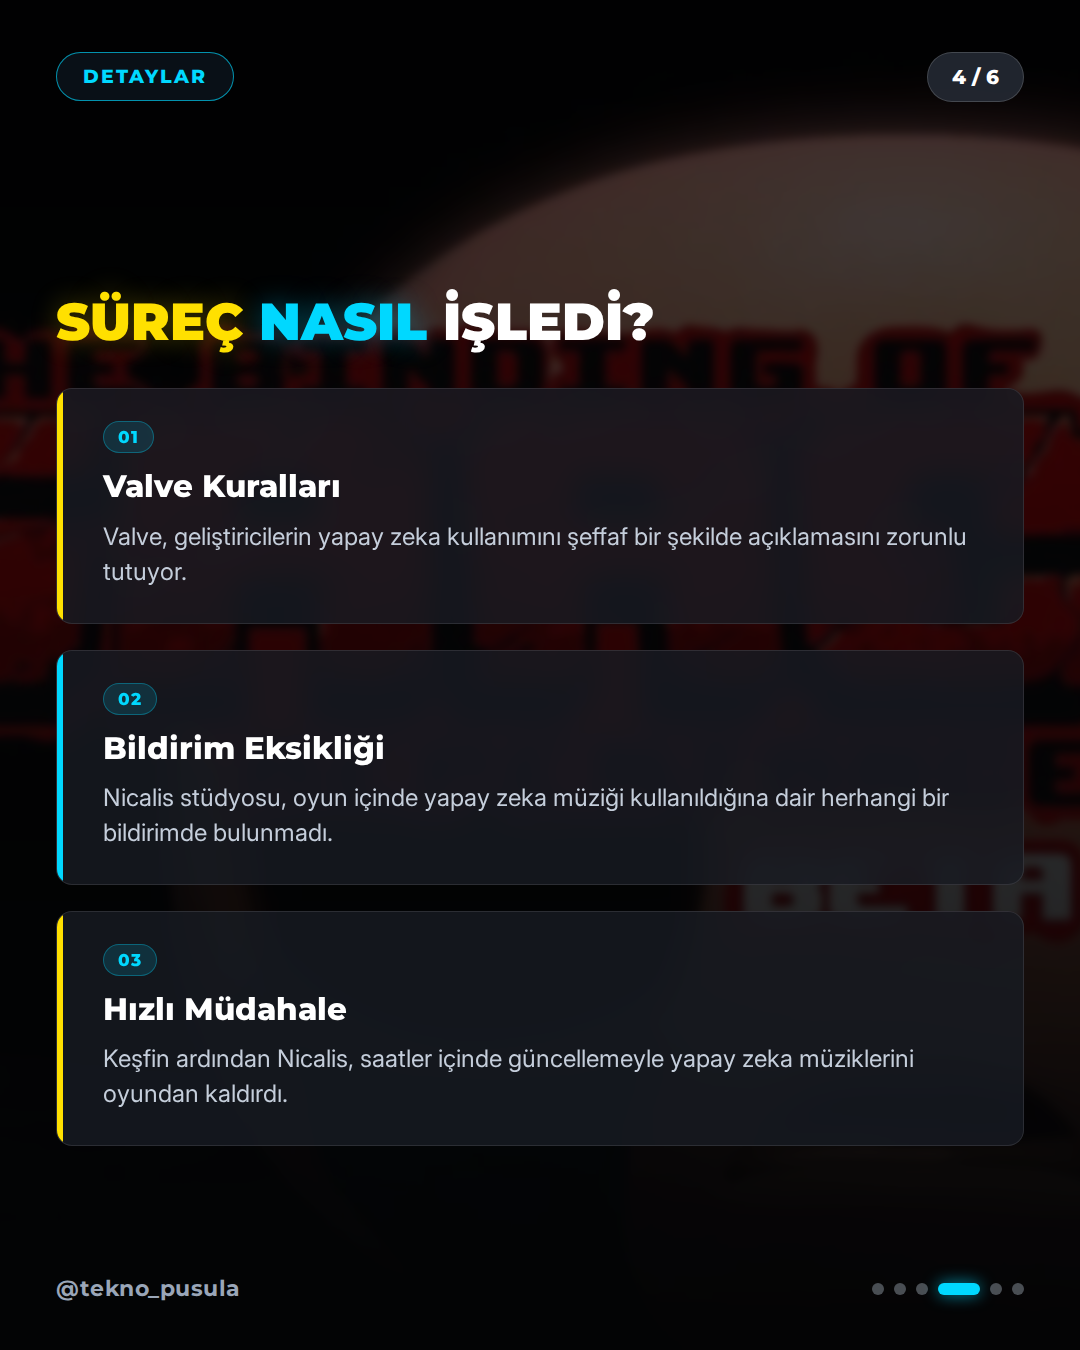 DETAYLAR
4 / 6
SÜREÇ NASIL İŞLEDİ?
01
Valve Kuralları
Valve, geliştiricilerin yapay zeka kullanımını şeffaf bir şekilde açıklamasını zorunlu
tutuyor.
02
Bildirim Eksikliği
Nicalis stüdyosu, oyun içinde yapay zeka müziği kullanıldığına dair herhangi bir
bildirimde bulunmadı.
03
Hızlı Müdahale
Keşfin ardından Nicalis, saatler içinde güncellemeyle yapay zeka müziklerini
oyundan kaldırdı.
@tekno_pusula